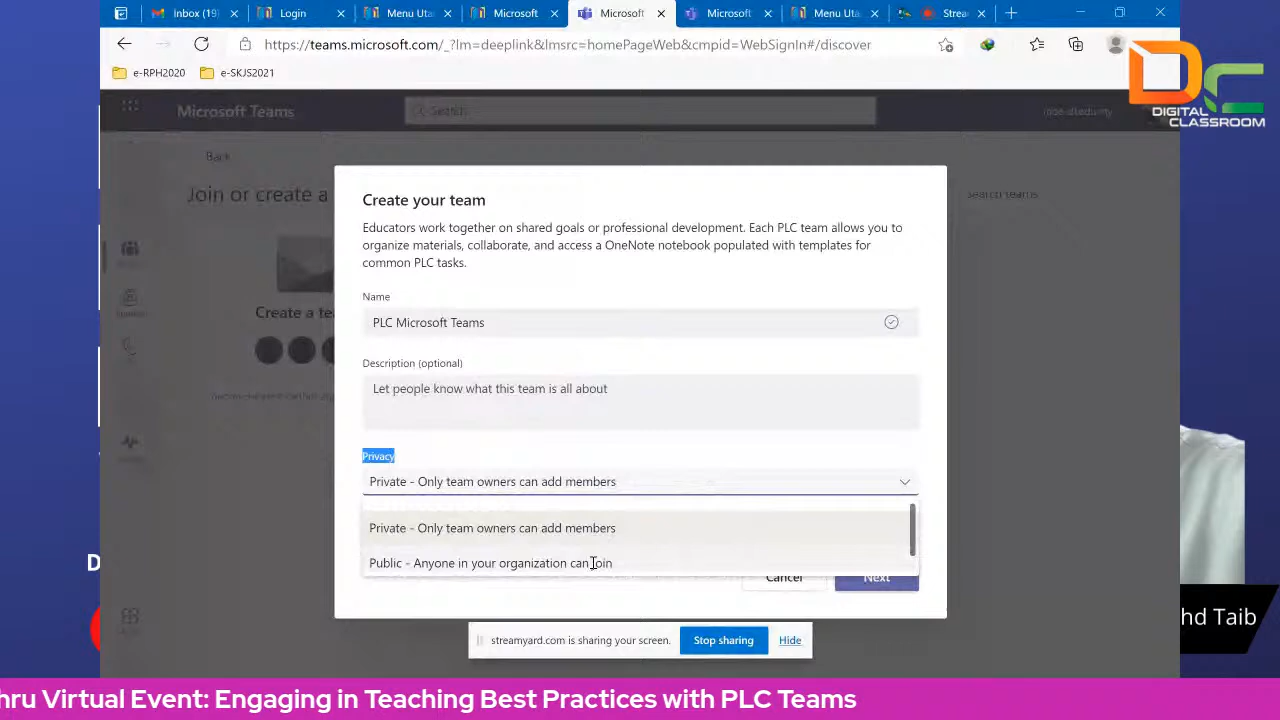 Inbox (19)
Login
Menu Uta
Microsoft
Microsoft
Microsoft
Menu Uta
Strea
https://teams.microsoft.com/_?lm=deeplink&lmsrc=homePageWeb&cmpid=WebSignIn#/discover
e-RPH2020
e-SKJS2021
DC
DIGITAL
CLASSROOM
Microsoft Teams
Search
Back
Join or create a
Search teams
Create a te
Create your team
Educators work together on shared goals or professional development. Each PLC team allows you to
organize materials, collaborate, and access a OneNote notebook populated with templates for
common PLC tasks.
Name
PLC Microsoft Teams
Description (optional)
Let people know what this team is all about
Privacy
Private - Only team owners can add members
Private - Only team owners can add members
Public - Anyone in your organization can join
Cancel
Next
D
hd Taib
streamyard.com is sharing your screen.
Stop sharing
Hide
hru Virtual Event: Engaging in Teaching Best Practices with PLC Teams